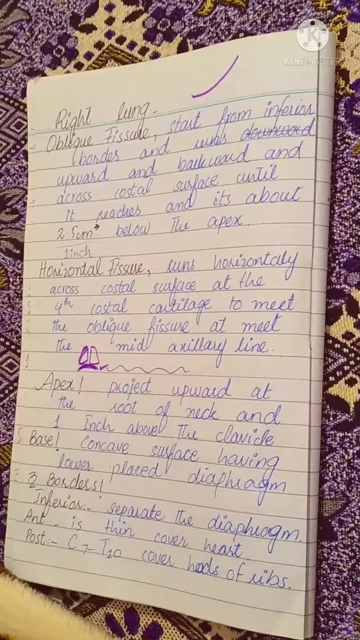 KINEMASTER
Right lung -
Oblique Fissure, start from inferior
border and runs downward
upward and backward and
across costal surface until
It reaches and its about
2.5cm below The apex.
1inch
Horizontal Fissure, runs horizontaly
across costal surface at the
4th costal cartilage to meet
the oblique fissure at meet
the mid axillary line.
Apex! project upward at
the root of neck and
1 Inch above The clavicle
Base! Concave surface having
lower placed diaphragm
3 Borders!
Inferior - separate The diaphragm.
Ant - is thin cover heart
Post - C7 - T10 cover heads of ribs.